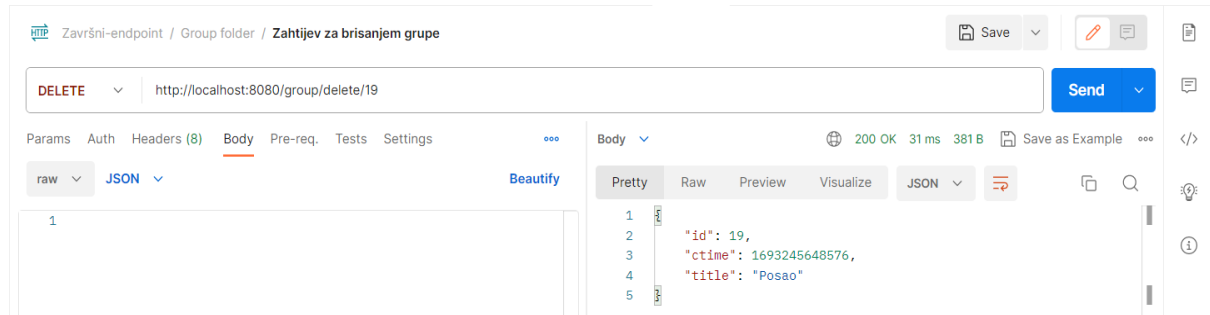 HTTP Završni-endpoint / Group folder / Zahtijev za brisanjem grupe Save
DELETE http://localhost:8080/group/delete/19 Send
Params Auth Headers (8) Body Pre-req. Tests Settings
raw JSON Beautify
1
Body 200 OK 31 ms 381 B Save as Example
Pretty Raw Preview Visualize JSON
1 {
2 "id": 19,
3 "ctime": 1693245648576,
4 "title": "Posao"
5 }